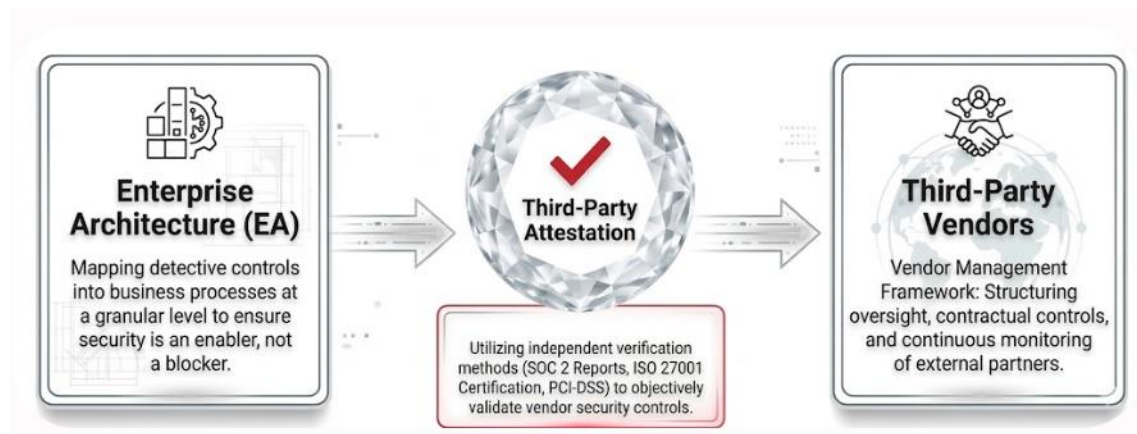 Enterprise
Architecture (EA)
Mapping detective controls
into business processes at
a granular level to ensure
security is an enabler, not
a blocker.
Third-Party
Attestation
Utilizing independent verification
methods (SOC 2 Reports, ISO 27001
Certification, PCI-DSS) to objectively
validate vendor security controls.
Third-Party
Vendors
Vendor Management
Framework: Structuring
oversight, contractual controls,
and continuous monitoring
of external partners.